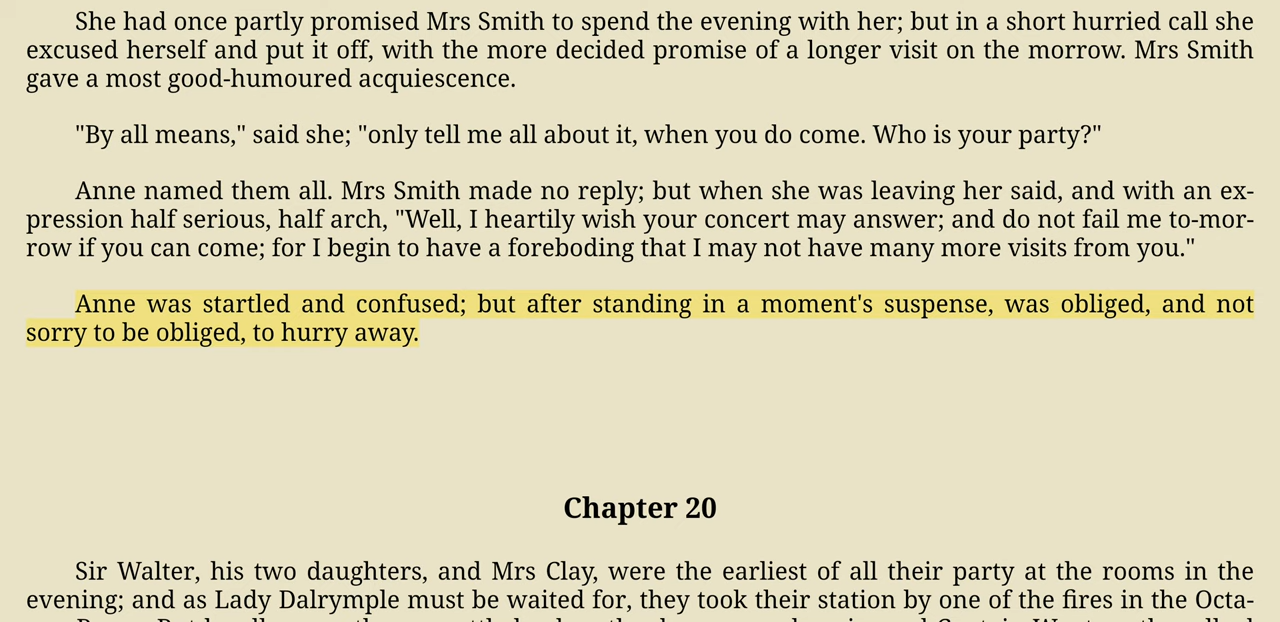 She had once partly promised Mrs Smith to spend the evening with her; but in a short hurried call she
excused herself and put it off, with the more decided promise of a longer visit on the morrow. Mrs Smith
gave a most good-humoured acquiescence.
"By all means," said she; "only tell me all about it, when you do come. Who is your party?"
Anne named them all. Mrs Smith made no reply; but when she was leaving her said, and with an ex-
pression half serious, half arch, "Well, I heartily wish your concert may answer; and do not fail me to-mor-
row if you can come; for I begin to have a foreboding that I may not have many more visits from you."
Anne was startled and confused; but after standing in a moment's suspense, was obliged, and not
sorry to be obliged, to hurry away.
Chapter 20
Sir Walter, his two daughters, and Mrs Clay, were the earliest of all their party at the rooms in the
evening; and as Lady Dalrymple must be waited for, they took their station by one of the fires in the Octa-